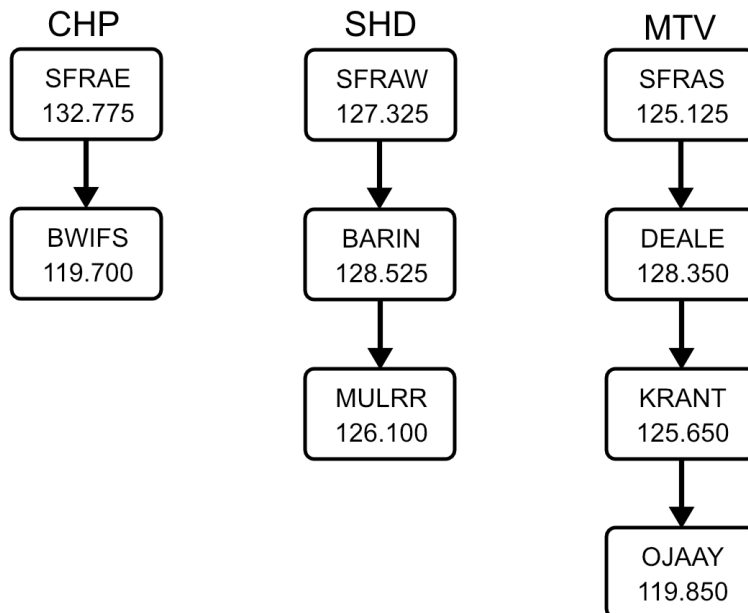 CHP
SFRAE
132.775
BWIFS
119.700
SHD
SFRAW
127.325
BARIN
128.525
MULRR
126.100
MTV
SFRAS
125.125
DEALE
128.350
KRANT
125.650
OJAAY
119.850